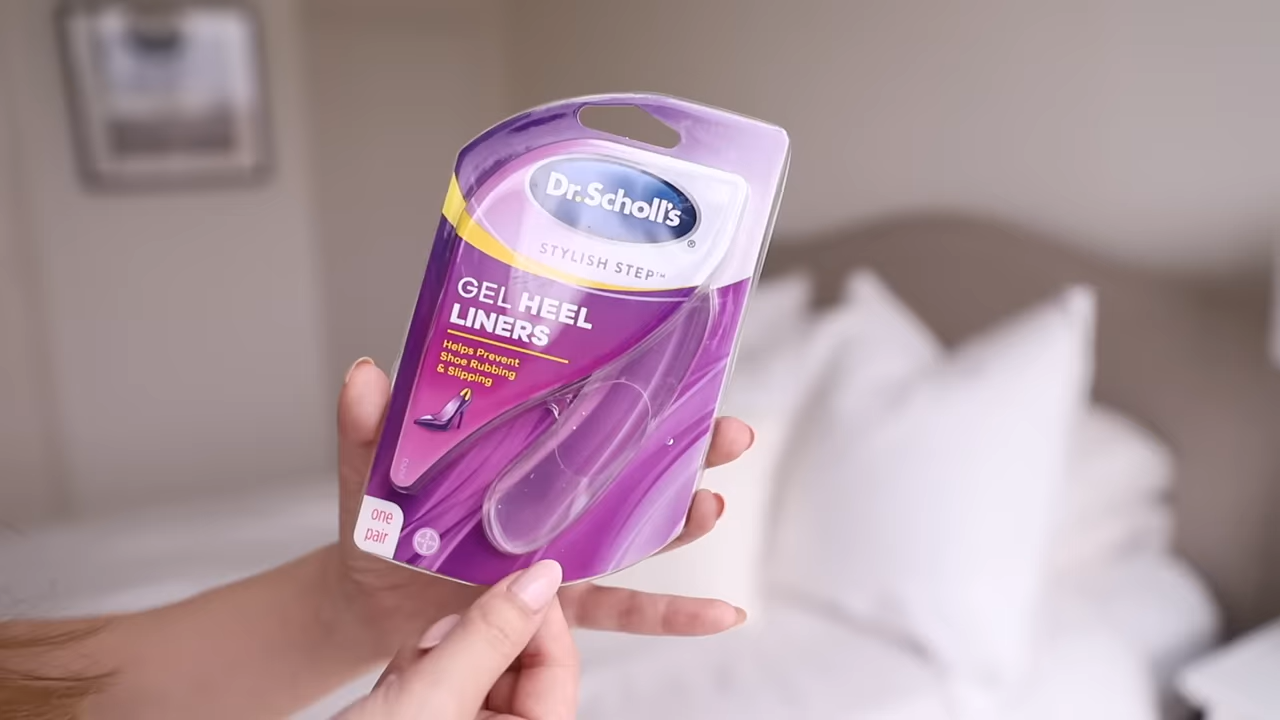 Dr. Scholl's®
STYLISH STEP™
GEL HEEL
LINERS
Helps Prevent
Shoe Rubbing
& Slipping
one
pair